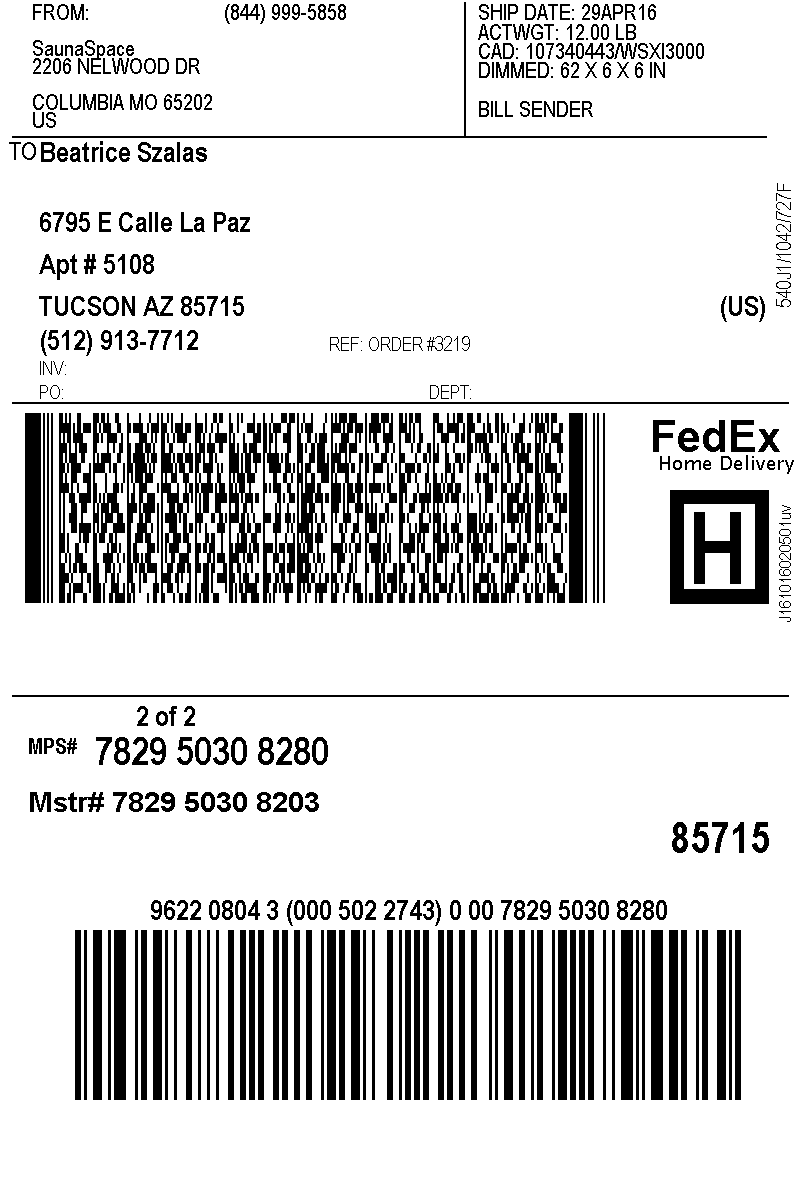 FROM: (844) 999-5858
SaunaSpace
2206 NELWOOD DR
COLUMBIA MO 65202
US
SHIP DATE: 29APR16
ACTWGT: 12.00 LB
CAD: 107340443/WSXI3000
DIMMED: 62 X 6 X 6 IN
BILL SENDER
TO Beatrice Szalas
6795 E Calle La Paz
Apt # 5108
TUCSON AZ 85715 (US)
(512) 913-7712 REF: ORDER #3219
INV:
PO: DEPT:
540J1/1042/727F
FedEx
Home Delivery
H
J161016020501uv
2 of 2
MPS# 7829 5030 8280
Mstr# 7829 5030 8203
85715
9622 0804 3 (000 502 2743) 0 00 7829 5030 8280